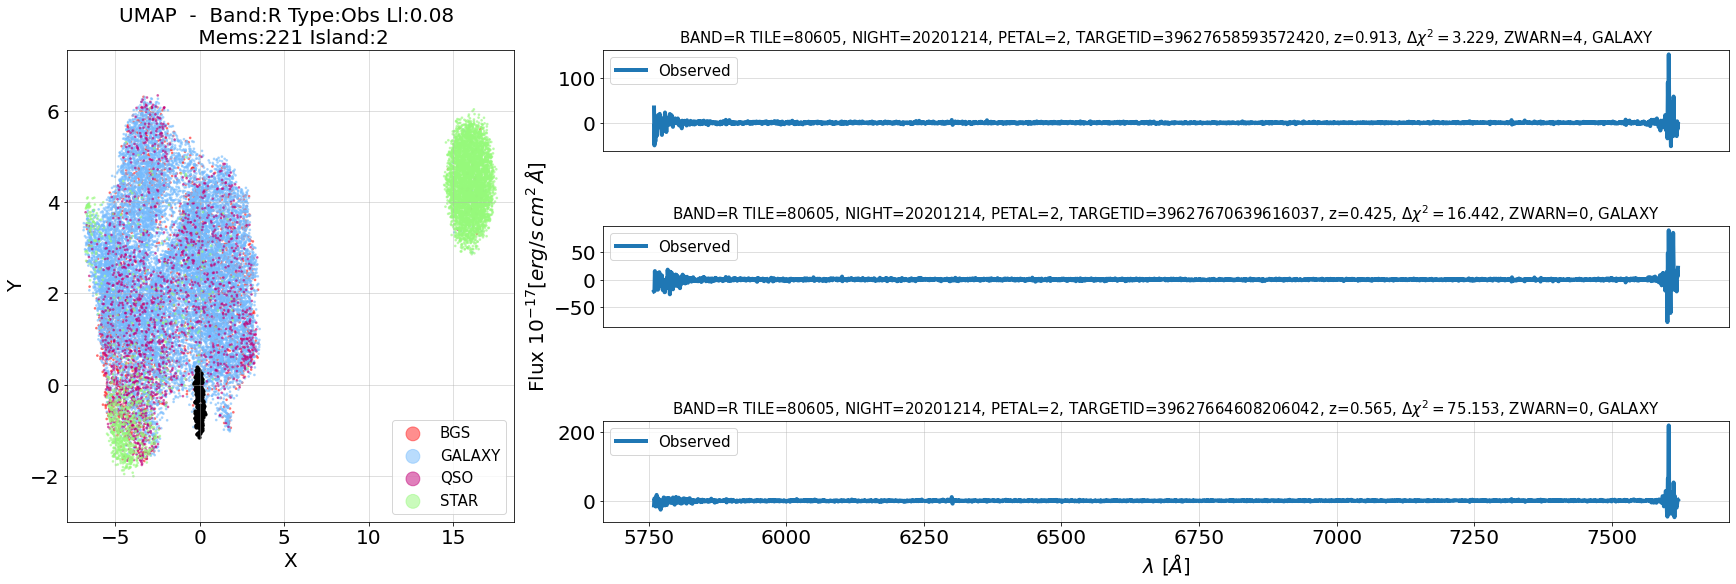 UMAP - Band:R Type:Obs Ll:0.08
Mems:221 Island:2
6
4
2
0
−2
Y
−5
0
5
10
15
X
BGS
GALAXY
QSO
STAR
Flux 10⁻¹⁷[erg/s cm² Å]
BAND=R TILE=80605, NIGHT=20201214, PETAL=2, TARGETID=39627658593572420, z=0.913, Δχ² = 3.229, ZWARN=4, GALAXY
Observed
100
0
BAND=R TILE=80605, NIGHT=20201214, PETAL=2, TARGETID=39627670639616037, z=0.425, Δχ² = 16.442, ZWARN=0, GALAXY
Observed
50
0
−50
BAND=R TILE=80605, NIGHT=20201214, PETAL=2, TARGETID=39627664608206042, z=0.565, Δχ² = 75.153, ZWARN=0, GALAXY
Observed
200
0
5750
6000
6250
6500
6750
7000
7250
7500
λ [Å]